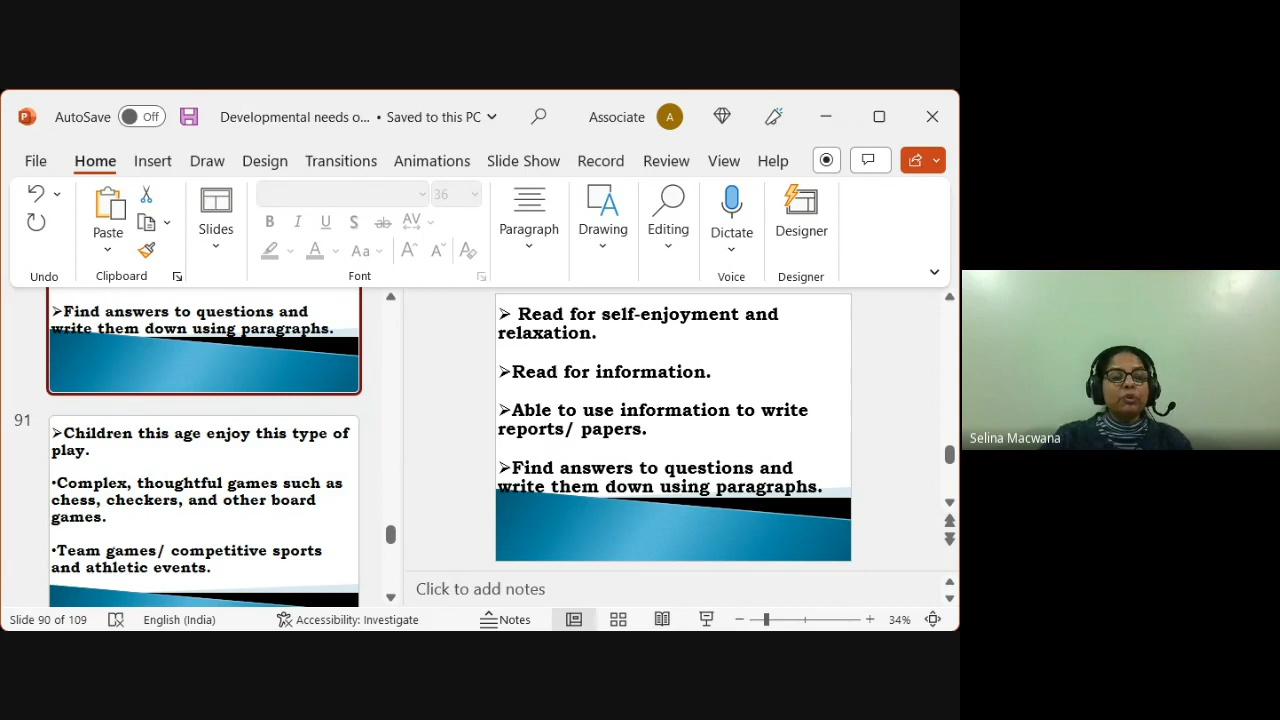 AutoSave Off Developmental needs o... • Saved to this PC Associate A
File Home Insert Draw Design Transitions Animations Slide Show Record Review View Help
36
Paste Slides B I U S ab AV Paragraph Drawing Editing Dictate Designer
A Aa A A A
Undo Clipboard Font Voice Designer
➢Find answers to questions and
write them down using paragraphs.
91
➢Children this age enjoy this type of
play.
•Complex, thoughtful games such as
chess, checkers, and other board
games.
•Team games/ competitive sports
and athletic events.
➢ Read for self-enjoyment and
relaxation.
➢Read for information.
➢Able to use information to write
reports/ papers.
➢Find answers to questions and
write them down using paragraphs.
Click to add notes
Slide 90 of 109 English (India) Accessibility: Investigate Notes 34%
Selina Macwana